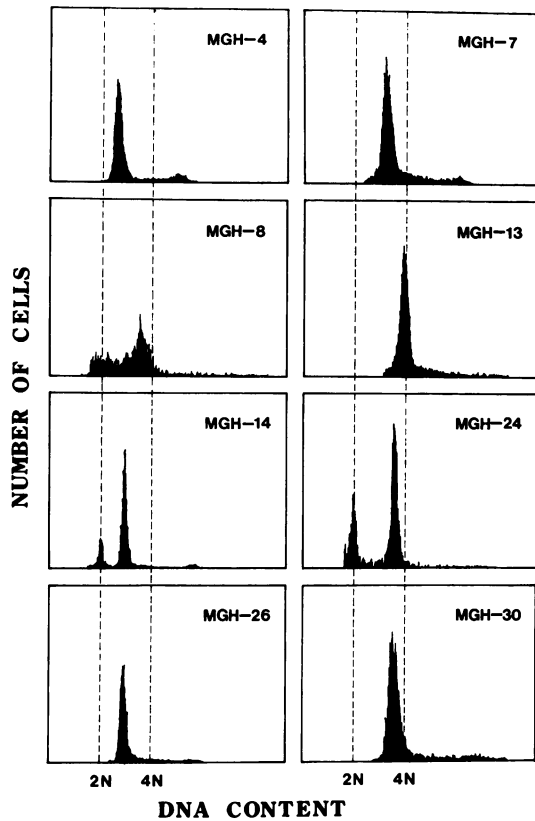 MGH-4
MGH-7
MGH-8
MGH-13
MGH-14
MGH-24
MGH-26
MGH-30
NUMBER OF CELLS
2N 4N 2N 4N
DNA CONTENT